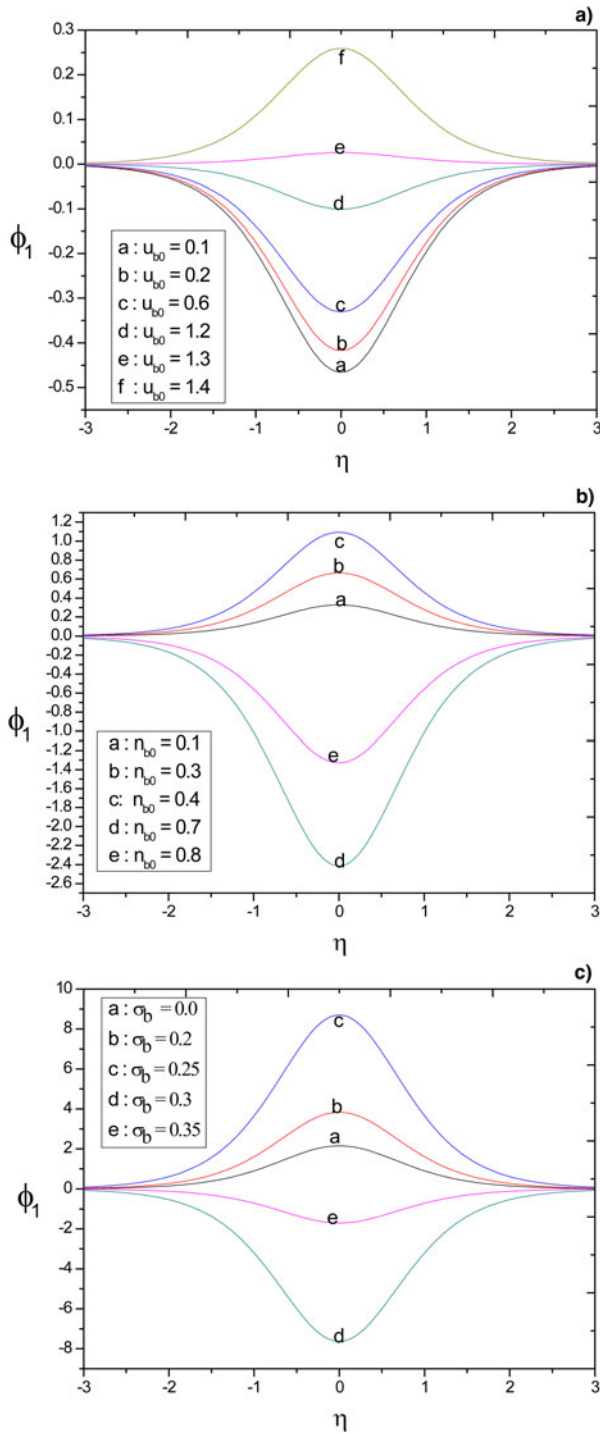 a)
0.3
0.2
0.1
0.0
-0.1
-0.2
-0.3
-0.4
-0.5
ϕ₁
f
e
d
c
b
a
a : u_b0 = 0.1
b : u_b0 = 0.2
c : u_b0 = 0.6
d : u_b0 = 1.2
e : u_b0 = 1.3
f : u_b0 = 1.4
-3 -2 -1 0 1 2 3
η
b)
1.2
1.0
0.8
0.6
0.4
0.2
0.0
-0.2
-0.4
-0.6
-0.8
-1.0
-1.2
-1.4
-1.6
-1.8
-2.0
-2.2
-2.4
-2.6
ϕ₁
c
b
a
e
d
a : n_b0 = 0.1
b : n_b0 = 0.3
c: n_b0 = 0.4
d : n_b0 = 0.7
e : n_b0 = 0.8
-3 -2 -1 0 1 2 3
η
c)
10
8
6
4
2
0
-2
-4
-6
-8
ϕ₁
a : σ_b = 0.0
b : σ_b = 0.2
c : σ_b = 0.25
d : σ_b = 0.3
e : σ_b = 0.35
c
b
a
e
d
-3 -2 -1 0 1 2 3
η